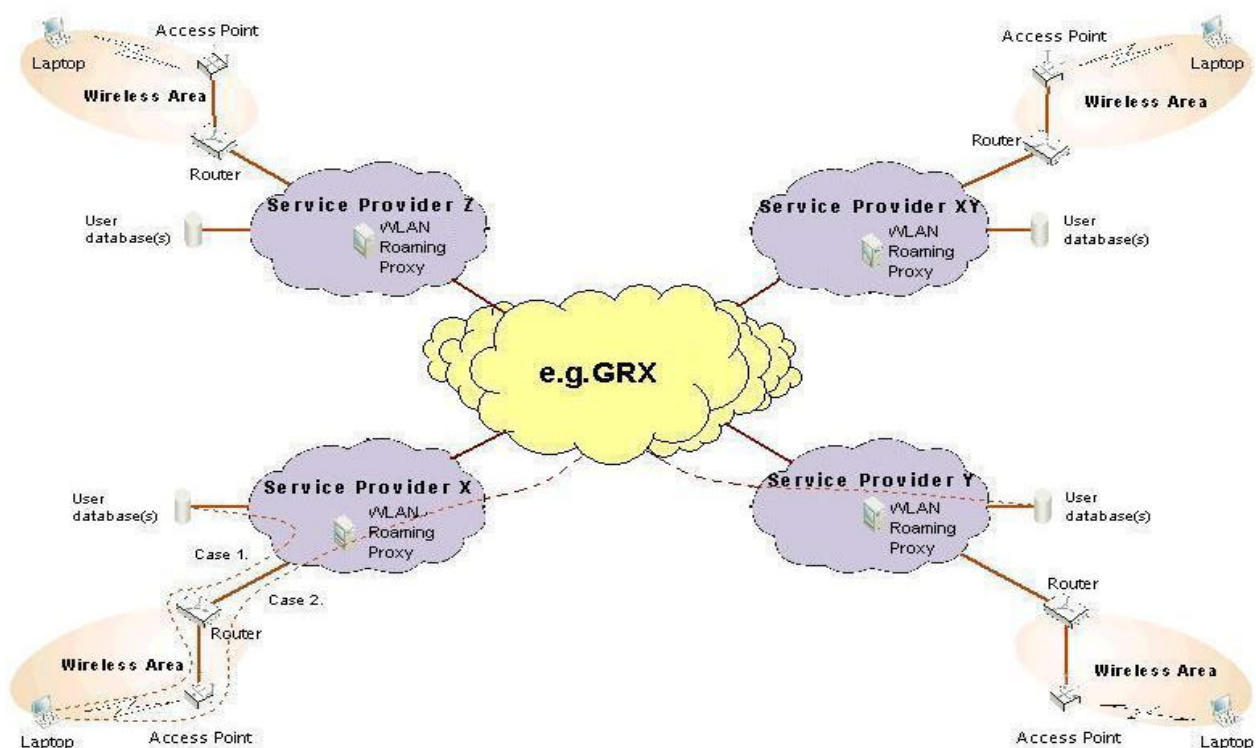 Access Point
Laptop
Wireless Area
Router
Service Provider Z
User
database(s)
WLAN
Roaming
Proxy
Access Point
Laptop
Wireless Area
Router
Service Provider XY
WLAN
Roaming
Proxy
User
database(s)
e.g.GRX
Service Provider X
User
database(s)
WLAN
Roaming
Proxy
Case 1.
Case 2.
Router
Wireless Area
Laptop
Access Point
Service Provider Y
WLAN
Roaming
Proxy
User
database(s)
Router
Wireless Area
Access Point
Laptop